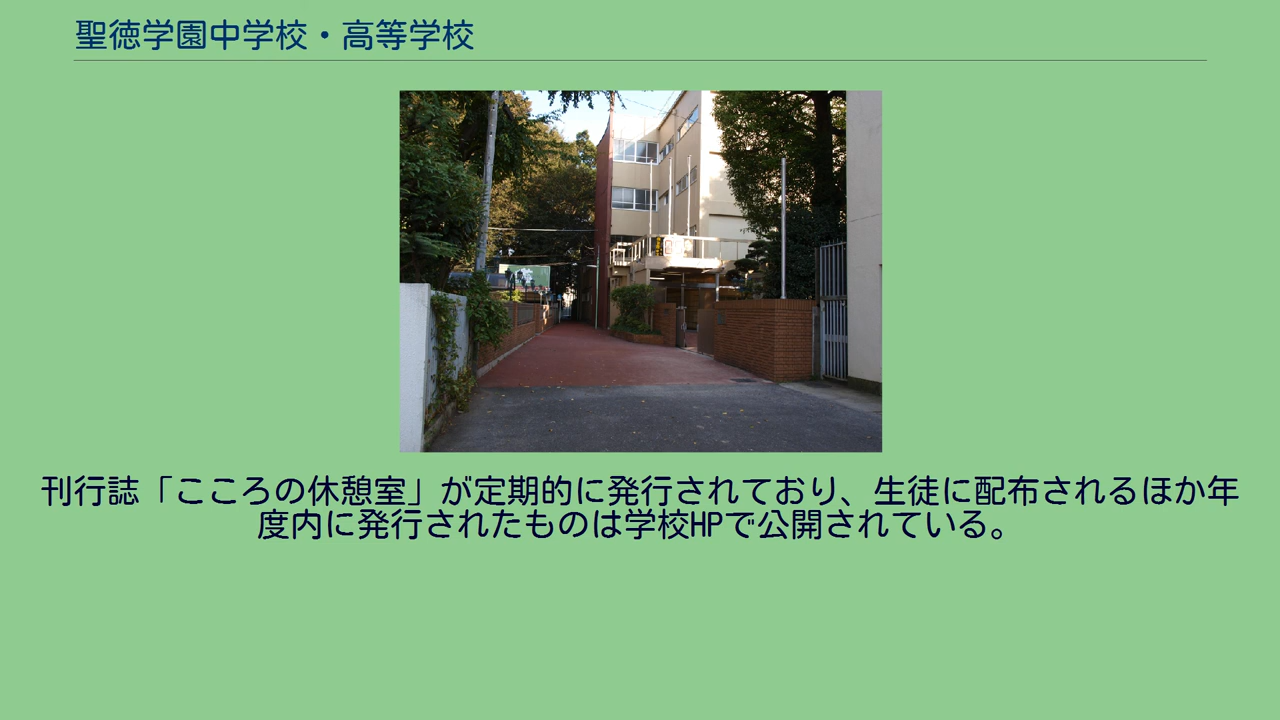 聖徳学園中学校・高等学校
刊行誌「こころの休憩室」が定期的に発行されており、生徒に配布されるほか年
度内に発行されたものは学校HPで公開されている。